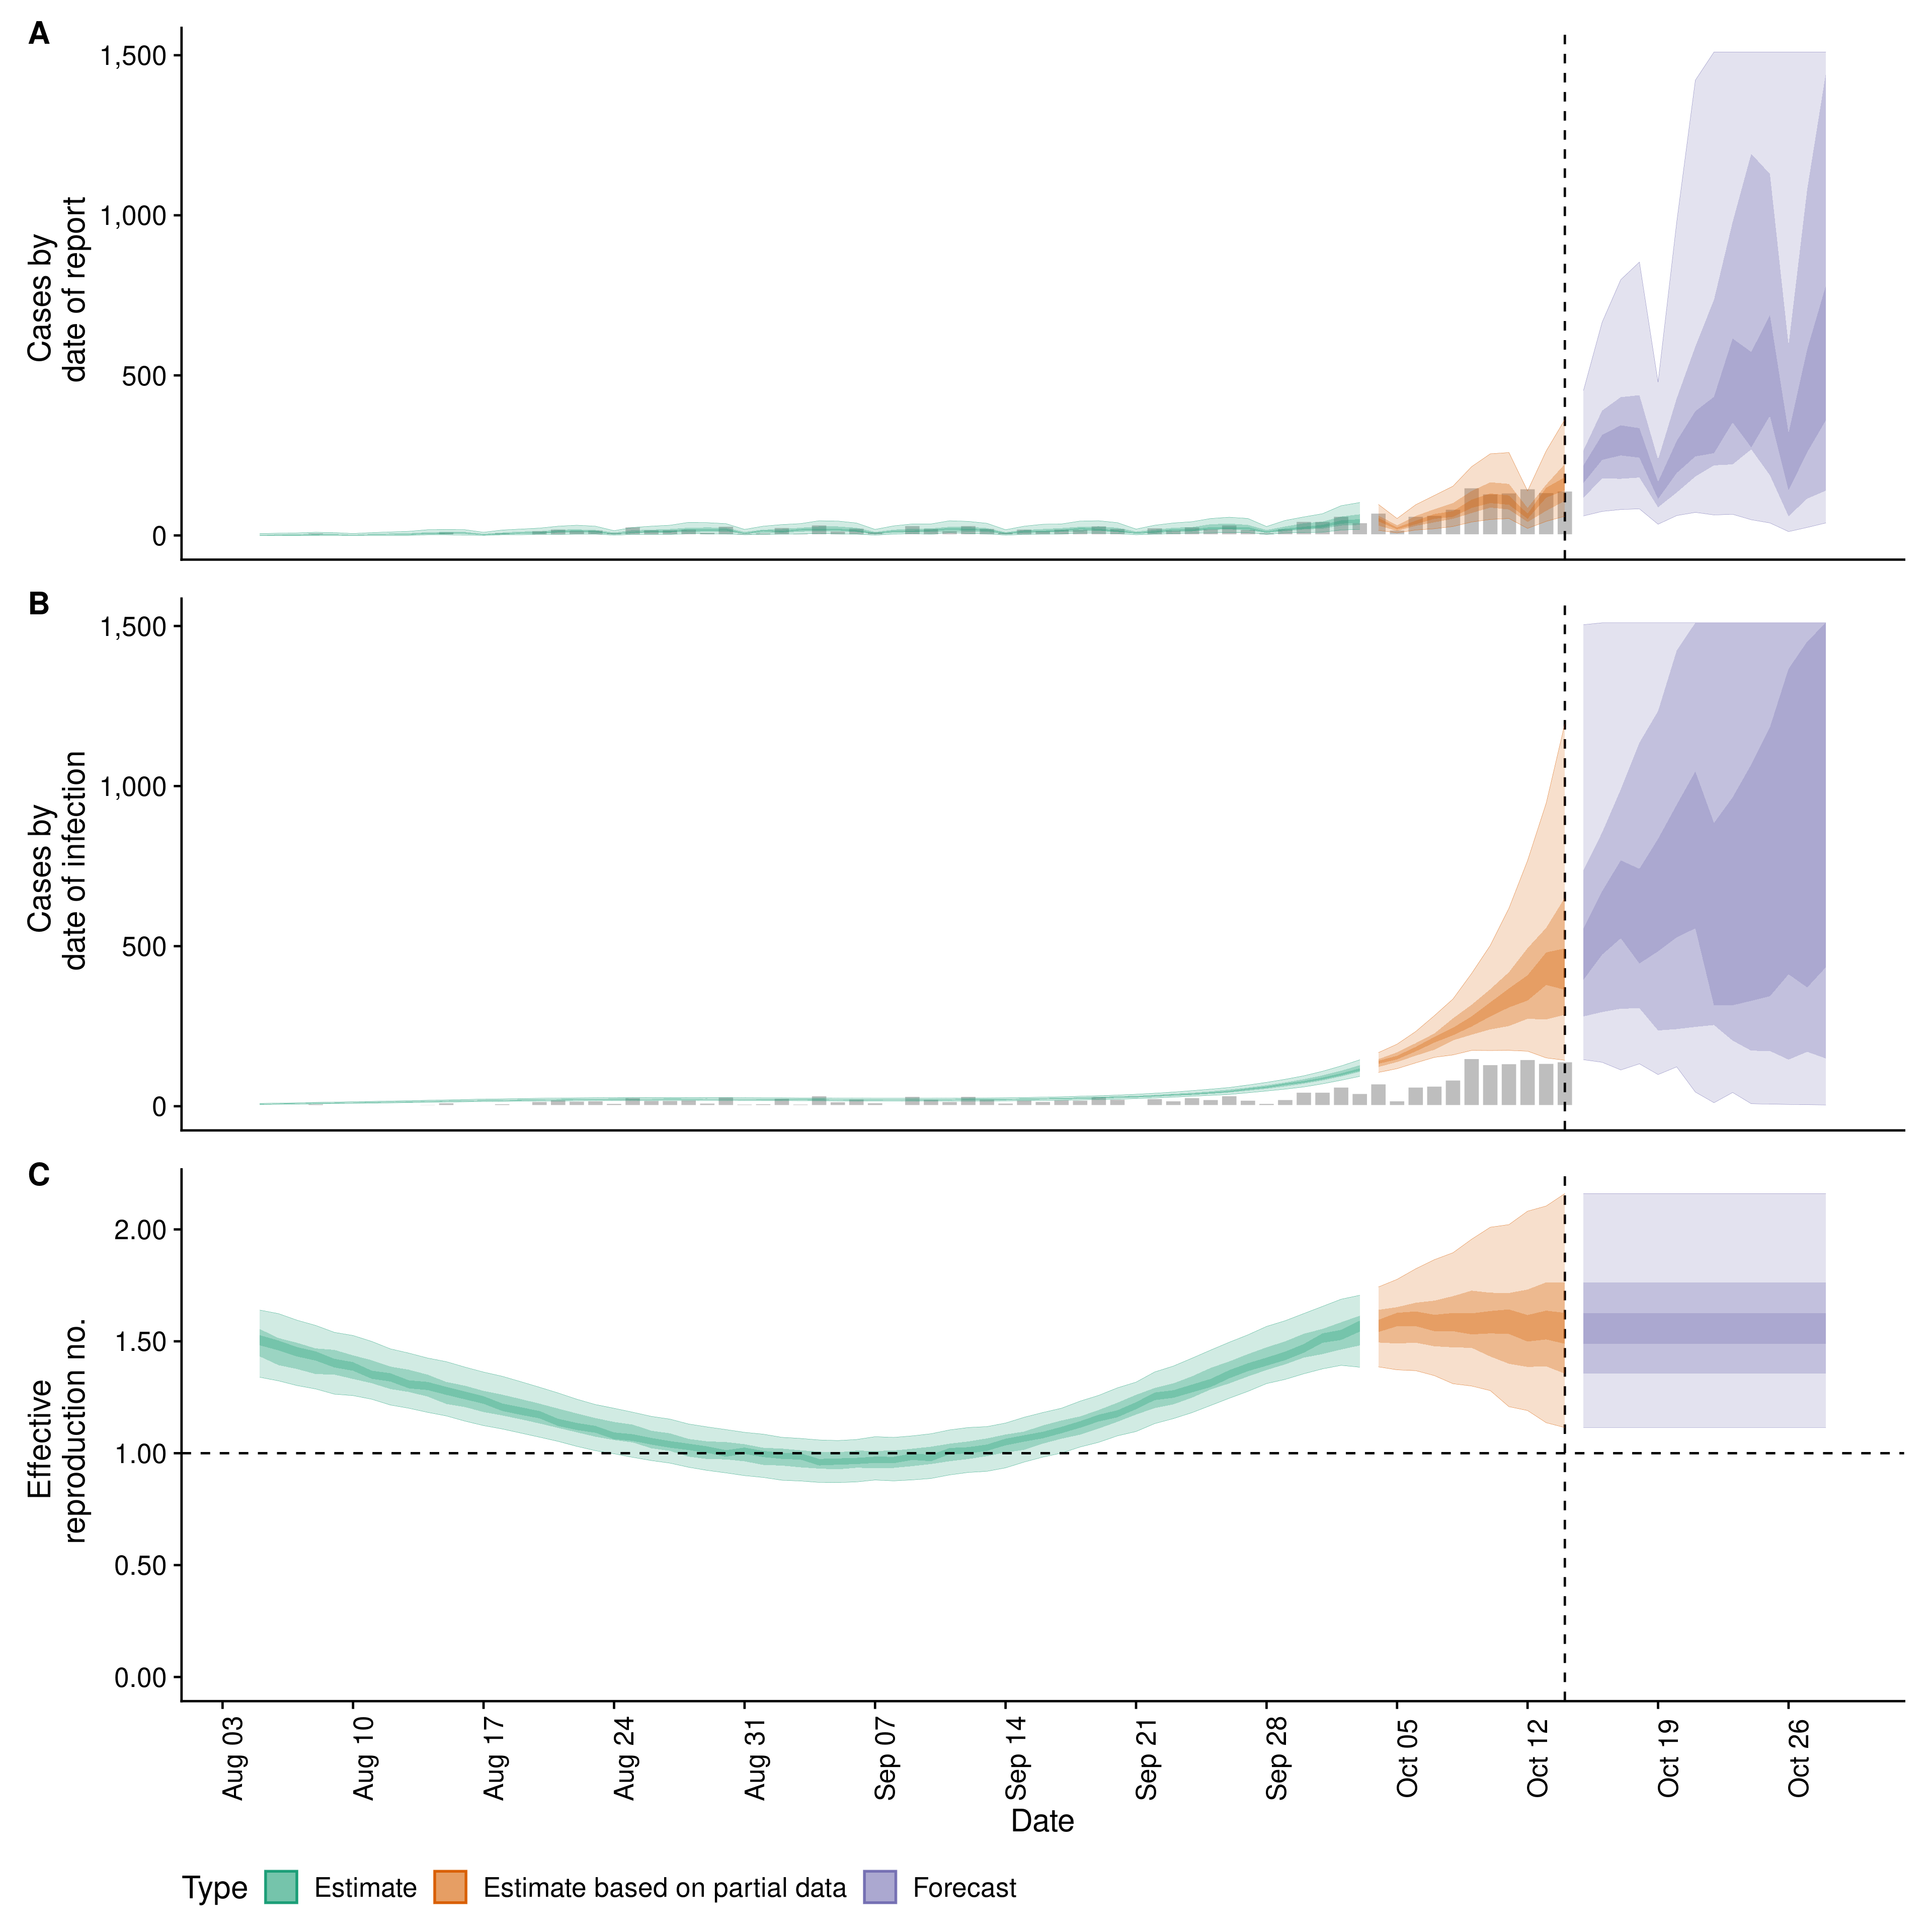 A
1,500
1,000
500
0
Cases by
date of report
B
1,500
1,000
500
0
Cases by
date of infection
C
2.00
1.50
1.00
0.50
0.00
Effective
reproduction no.
Aug 03
Aug 10
Aug 17
Aug 24
Aug 31
Sep 07
Sep 14
Sep 21
Sep 28
Oct 05
Oct 12
Oct 19
Oct 26
Date
Type Estimate Estimate based on partial data Forecast